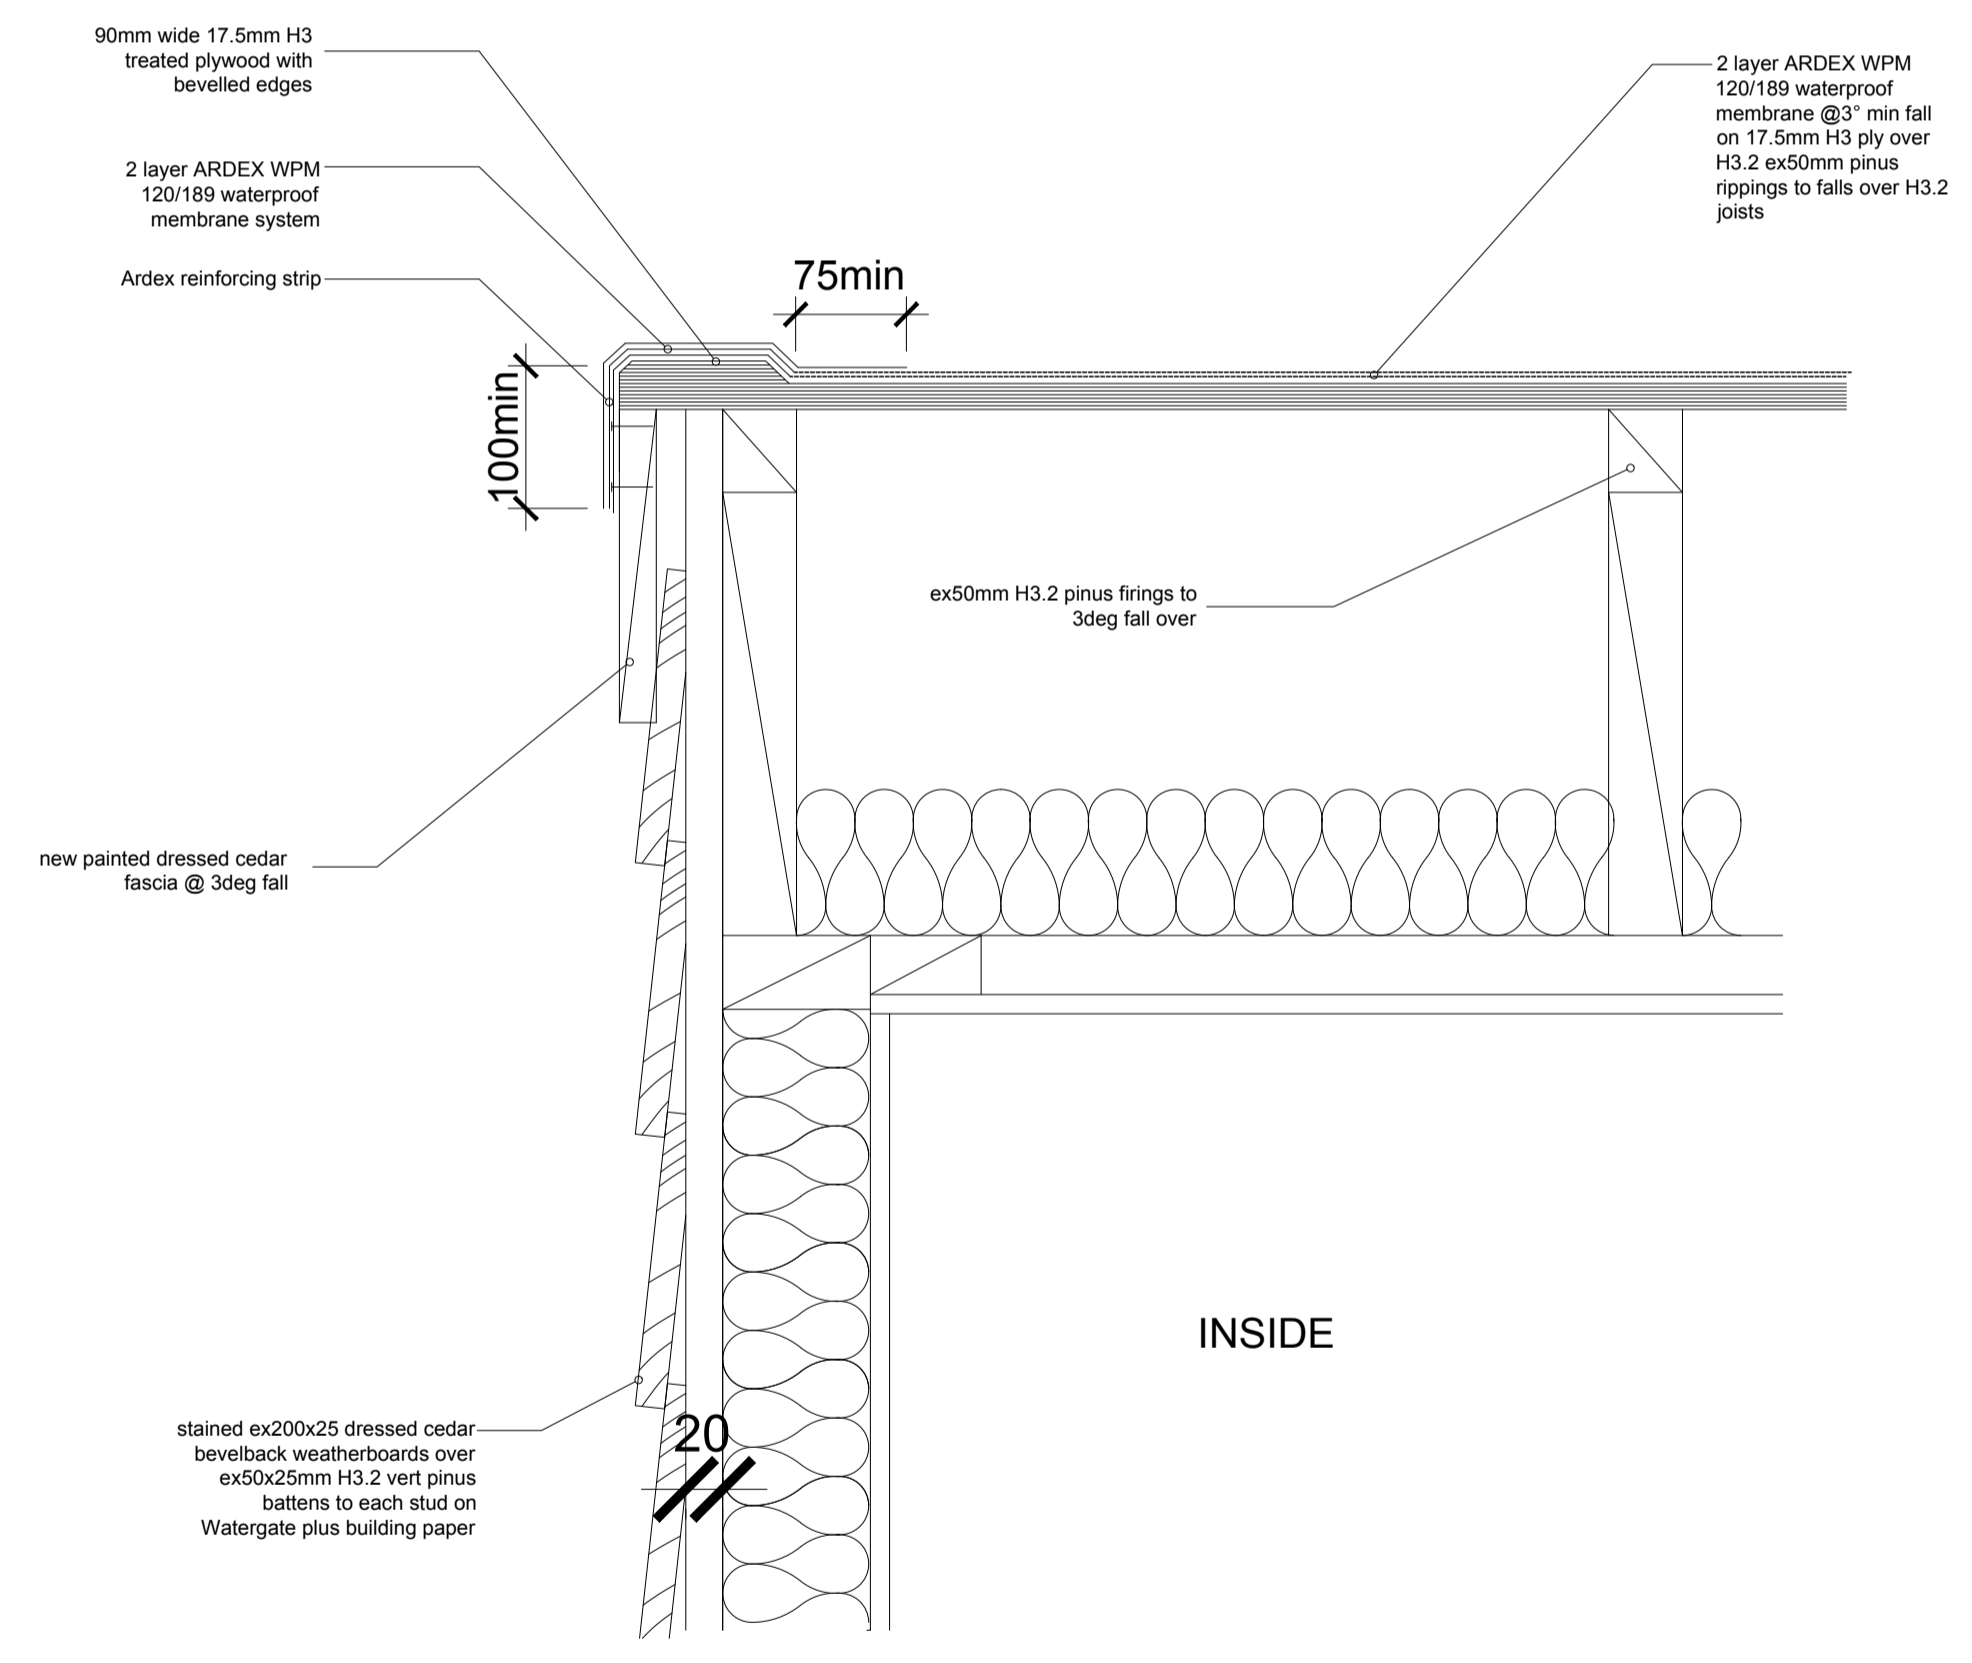 90mm wide 17.5mm H3
treated plywood with
bevelled edges
2 layer ARDEX WPM
120/189 waterproof
membrane @3° min fall
on 17.5mm H3 ply over
H3.2 ex50mm pinus
rippings to falls over H3.2
joists
2 layer ARDEX WPM
120/189 waterproof
membrane system
Ardex reinforcing strip
75min
100min
ex50mm H3.2 pinus firings to
3deg fall over
new painted dressed cedar
fascia @ 3deg fall
INSIDE
stained ex200x25 dressed cedar
bevelback weatherboards over
ex50x25mm H3.2 vert pinus
battens to each stud on
Watergate plus building paper
20